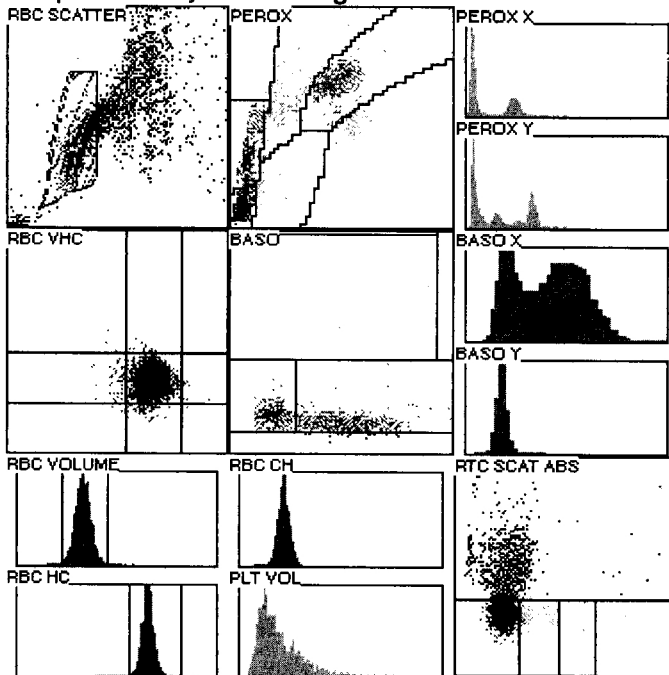 RBC SCATTER
PEROX
PEROX X
PEROX Y
RBC VHC
BASO
BASO X
BASO Y
RBC VOLUME
RBC CH
RTC SCAT ABS
RBC HC
PLT VOL